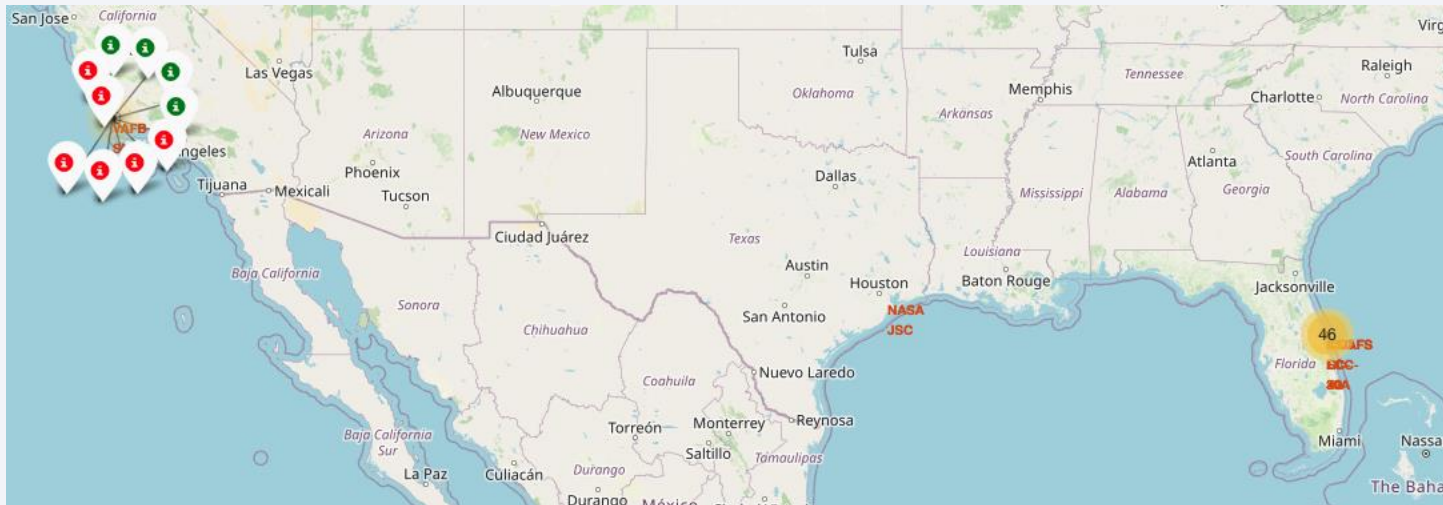 San Jose
California
Las Vegas
Albuquerque
Tulsa
Oklahoma
Memphis
Tennessee
Raleigh
Charlotte
North Carolina
Arkansas
Arizona
New Mexico
Phoenix
Tucson
VAFB
ngeles
Tijuana
Mexicali
Atlanta
South Carolina
Dallas
Mississippi
Alabama
Georgia
Ciudad Juárez
Texas
Louisiana
Austin
Houston
Baton Rouge
Jacksonville
Baja California
Sonora
Chihuahua
San Antonio
NASA
JSC
46
Florida
Coahuila
Nuevo Laredo
Torreón
Monterrey
Reynosa
Saltillo
Tamaulipas
Miami
Nassa
Baja California
Sur
La Paz
Culiacán
Durango
Durango
México
The Baha